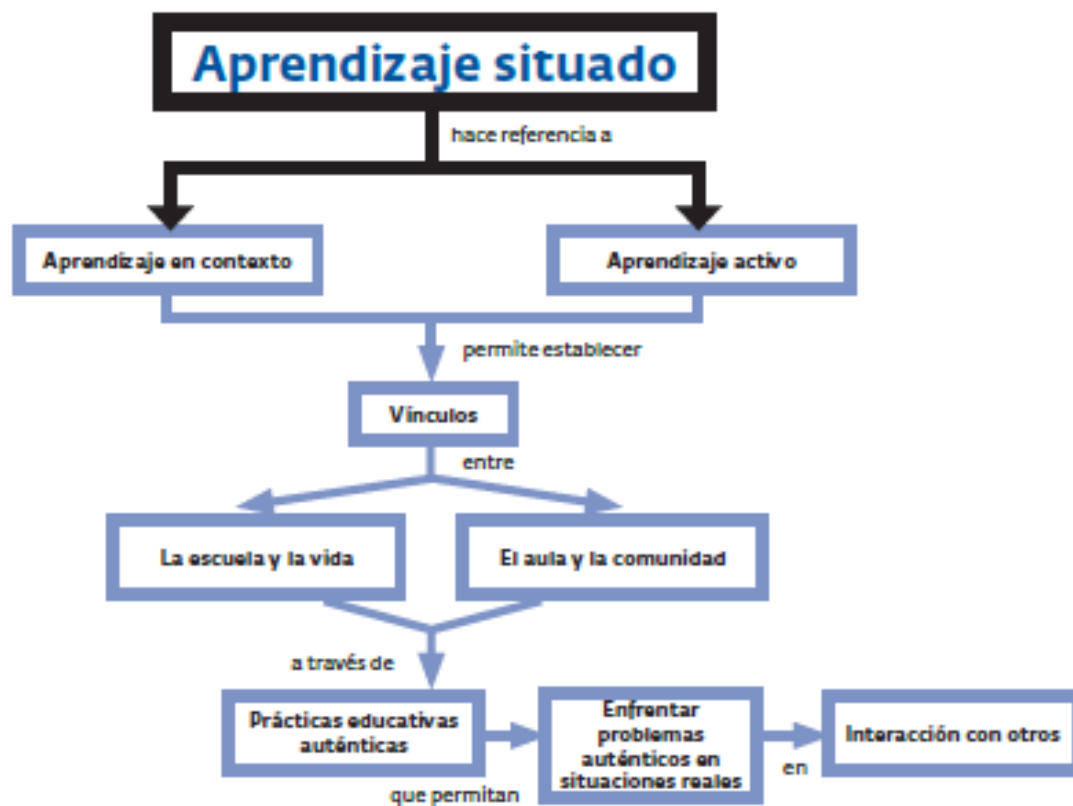 Aprendizaje situado
hace referencia a
Aprendizaje en contexto
Aprendizaje activo
permite establecer
Vínculos
entre
La escuela y la vida
El aula y la comunidad
a través de
Prácticas educativas
auténticas
que permitan
Enfrentar
problemas
auténticos en
situaciones reales
en
Interacción con otros